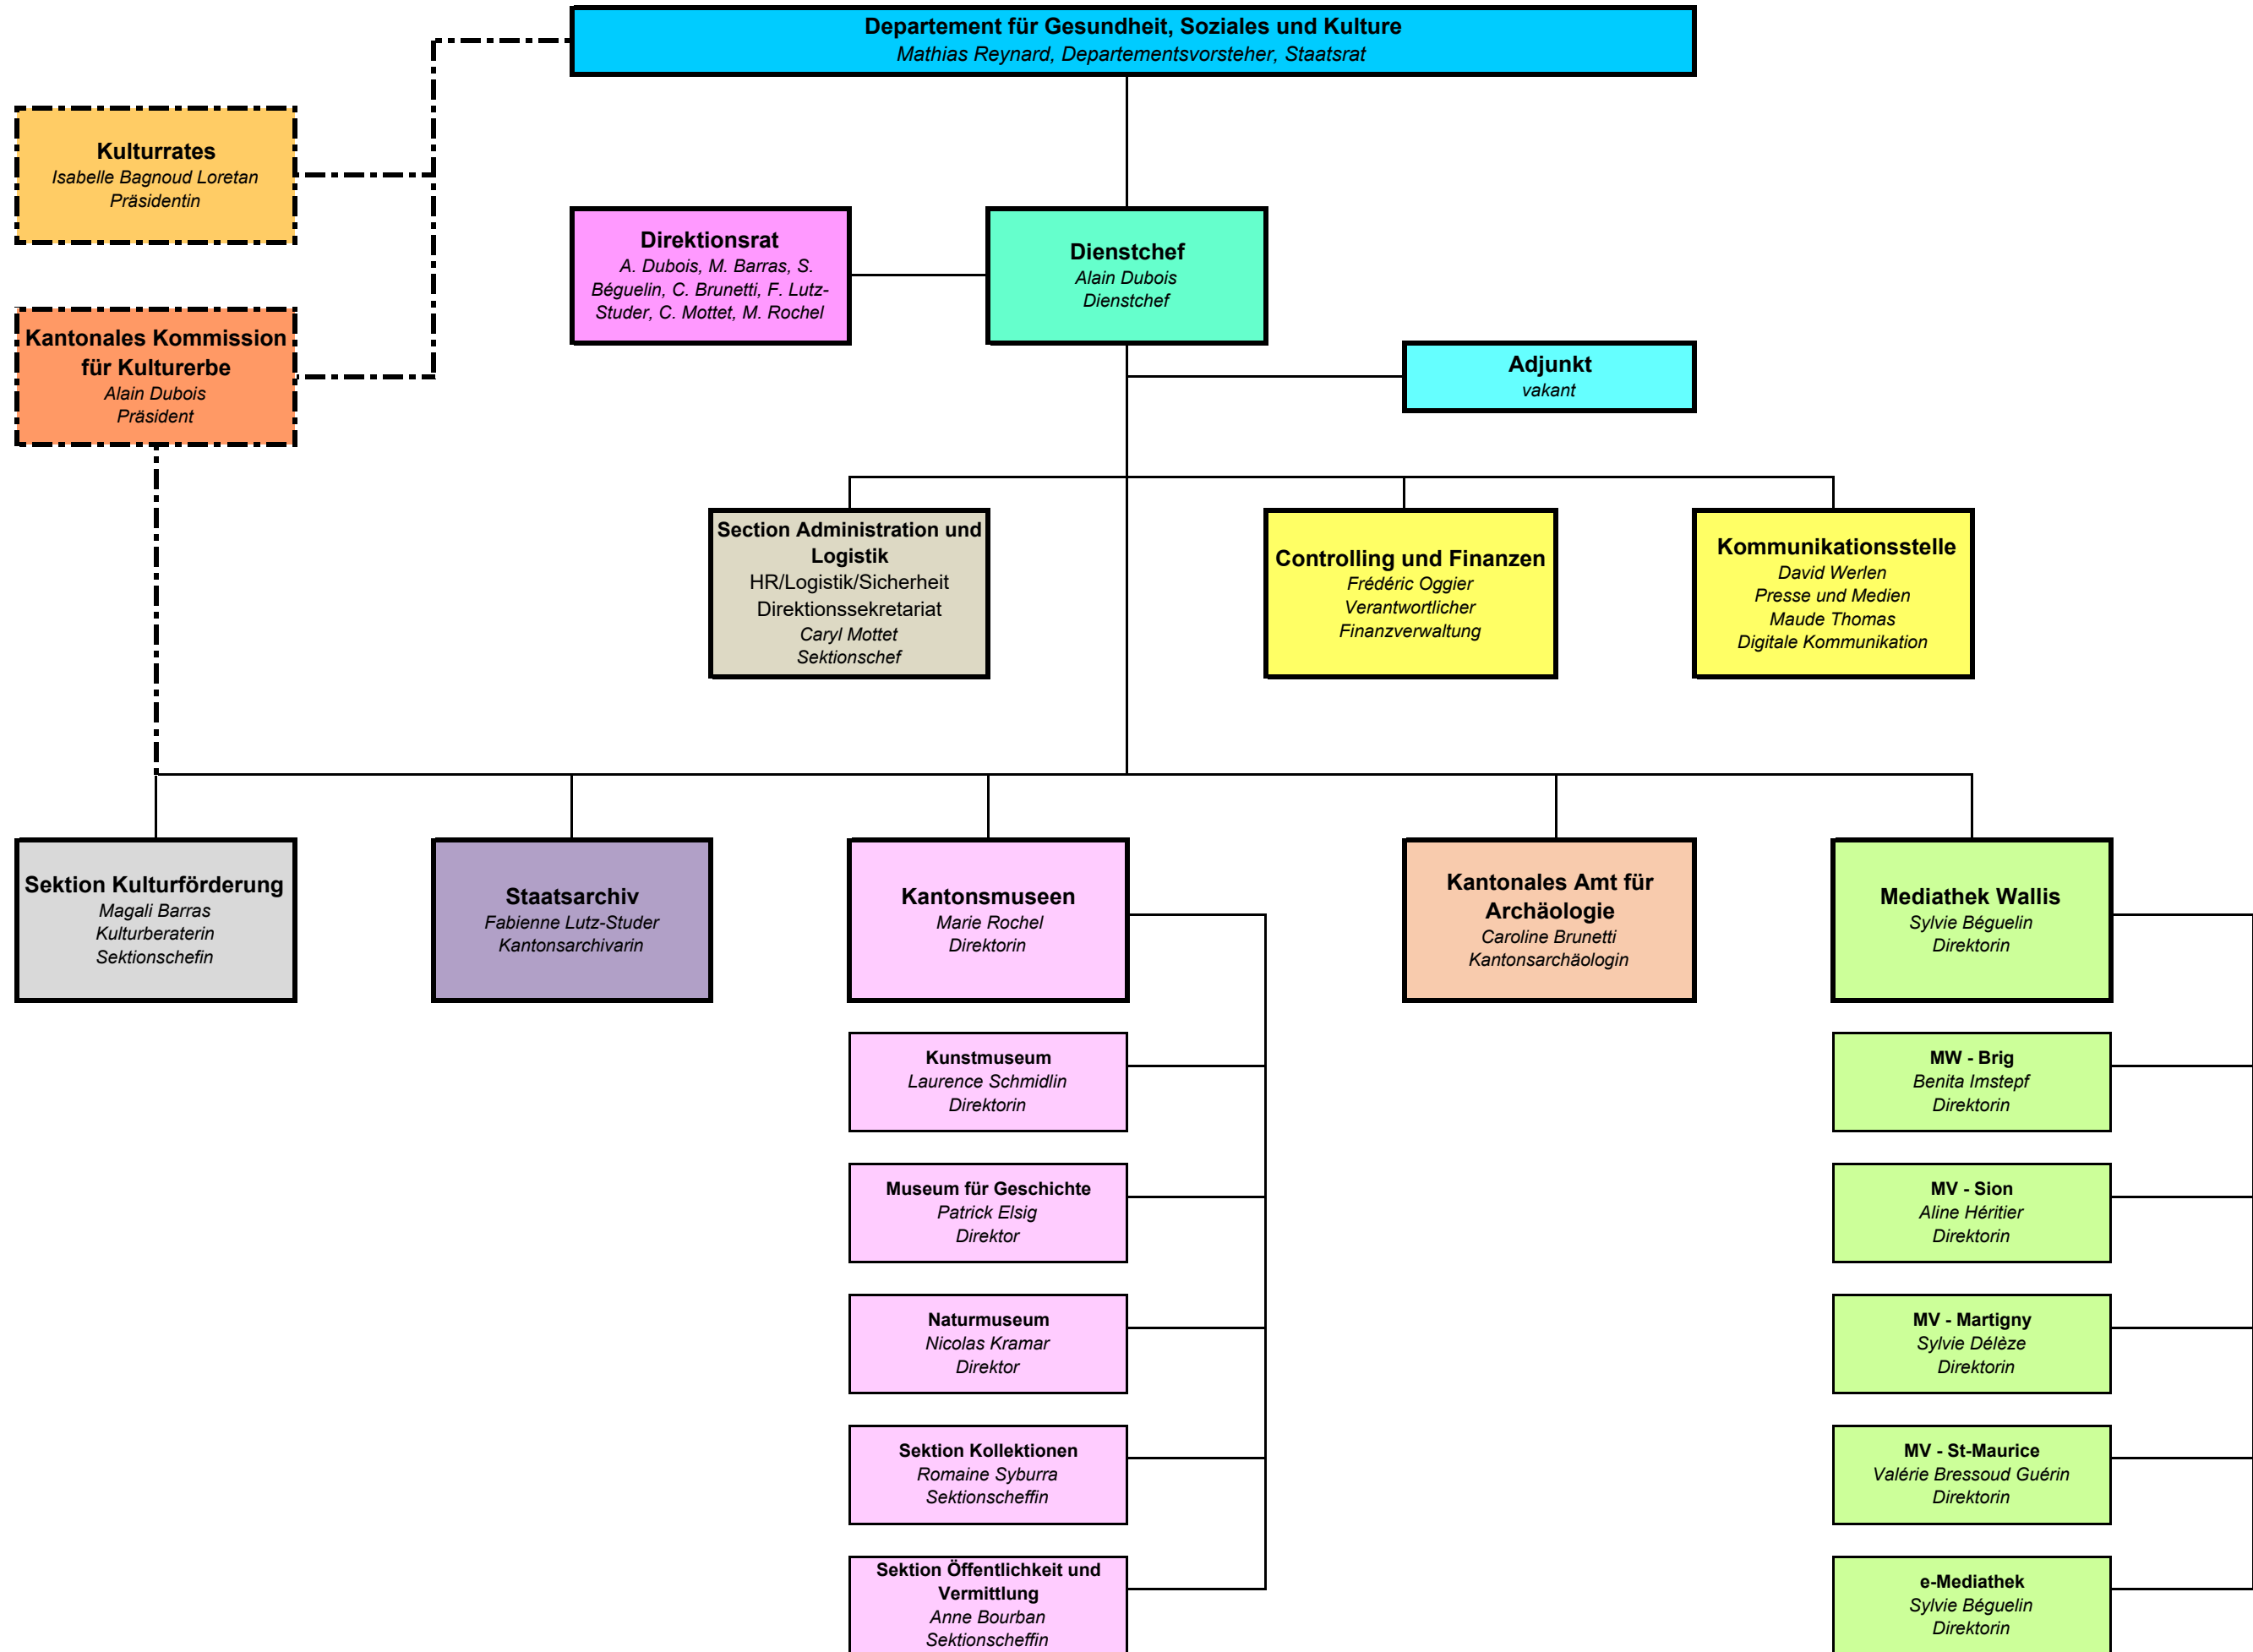 Departement für Gesundheit, Soziales und Kulture
Mathias Reynard, Departementsvorsteher, Staatsrat
Kulturrates
Isabelle Bagnoud Loretan
Präsidentin
Direktionsrat
A. Dubois, M. Barras, S.
Béguelin, C. Brunetti, F. Lutz-
Studer, C. Mottet, M. Rochel
Dienstchef
Alain Dubois
Dienstchef
Kantonales Kommission
für Kulturerbe
Alain Dubois
Präsident
Adjunkt
vakant
Section Administration und
Logistik
HR/Logistik/Sicherheit
Direktionssekretariat
Caryl Mottet
Sektionschef
Controlling und Finanzen
Frédéric Oggier
Verantwortlicher
Finanzverwaltung
Kommunikationsstelle
David Werlen
Presse und Medien
Maude Thomas
Digitale Kommunikation
Sektion Kulturförderung
Magali Barras
Kulturberaterin
Sektionschefin
Staatsarchiv
Fabienne Lutz-Studer
Kantonsarchivarin
Kantonsmuseen
Marie Rochel
Direktorin
Kantonales Amt für
Archäologie
Caroline Brunetti
Kantonsarchäologin
Mediathek Wallis
Sylvie Béguelin
Direktorin
Kunstmuseum
Laurence Schmidlin
Direktorin
Museum für Geschichte
Patrick Elsig
Direktor
Naturmuseum
Nicolas Kramar
Direktor
Sektion Kollektionen
Romaine Syburra
Sektionscheffin
Sektion Öffentlichkeit und
Vermittlung
Anne Bourban
Sektionscheffin
MW - Brig
Benita Imstepf
Direktorin
MV - Sion
Aline Héritier
Direktorin
MV - Martigny
Sylvie Délèze
Direktorin
MV - St-Maurice
Valérie Bressoud Guérin
Direktorin
e-Mediathek
Sylvie Béguelin
Direktorin